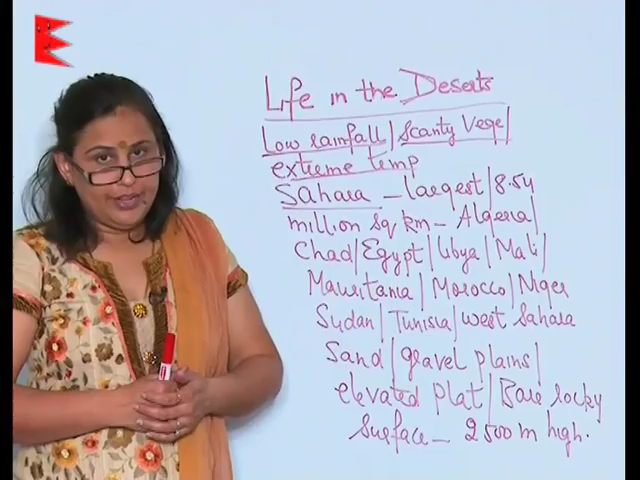 Life in the Deserts
Low rainfall | Scanty Vege |
extreme temp
Sahara – largest | 8.54
million sq km – Algeria |
Chad | Egypt | Libya | Mali |
Mauritania | Morocco | Niger
Sudan | Tunisia | west Sahara
Sand | gravel plains |
elevated plat | Bare rocky
surface – 2500 m high.